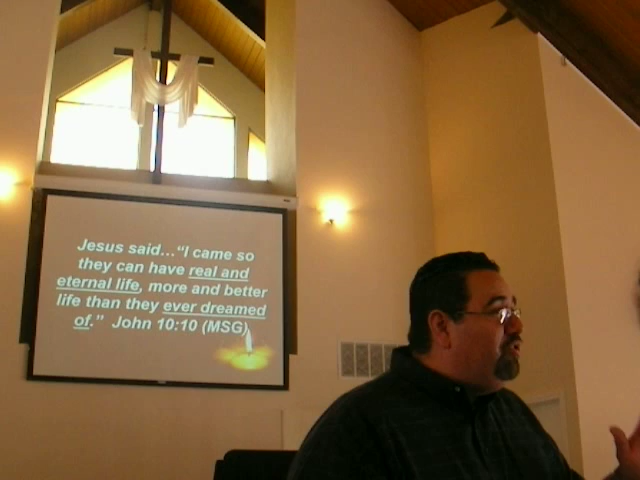 Jesus said…“I came so
they can have real and
eternal life, more and better
life than they ever dreamed
of.” John 10:10 (MSG)